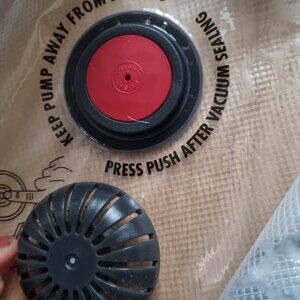 KEEP PUMP AWAY FROM
PRESS PUSH AFTER VACUUM SEALING